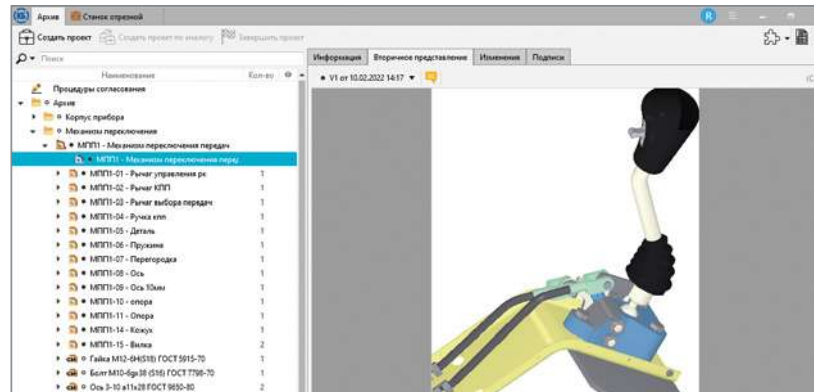 Архив
Станок отрезной
R
Создать проект
Создать проект по аналогу
Завершить проект
Поиск
Информация
Вторичное представление
Изменения
Подписи
Наименование
Кол-во
V1 от 10.02.2022 14:17
Процедуры согласования
Архив
Корпус прибора
Механизм переключения
МПП1 - Механизм переключения передач
МПП1 - Механизм переключения перед
МПП1-01 - Рычаг управления рк 1
МПП1-02 - Рычаг КПП 1
МПП1-03 - Рычаг выбора передач 1
МПП1-04 - Ручка кпп 1
МПП1-05 - Деталь 1
МПП1-06 - Пружина 1
МПП1-07 - Перегородка 1
МПП1-08 - Ось 1
МПП1-09 - Ось 10мм 1
МПП1-10 - опора 1
МПП1-11 - Опора 1
МПП1-14 - Кожух 1
МПП1-15 - Вилка 2
Гайка М12-6Н(S18) ГОСТ 5915-70 1
Болт М10-6gх38 (S16) ГОСТ 7798-70 1
Ось 3-10 в11х28 ГОСТ 9650-80 2